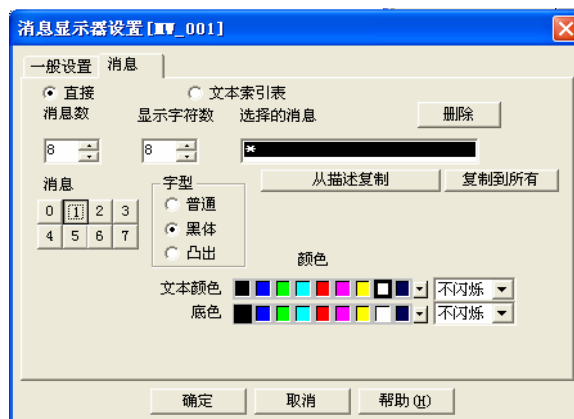 消息显示器设置[MW_001]
一般设置 消息
直接 文本索引表
消息数 显示字符数 选择的消息 删除
8 8 *
消息 字型 从描述复制 复制到所有
0 1 2 3 普通
4 5 6 7 黑体
凸出
颜色
文本颜色 不闪烁
底色 不闪烁
确定 取消 帮助(H)